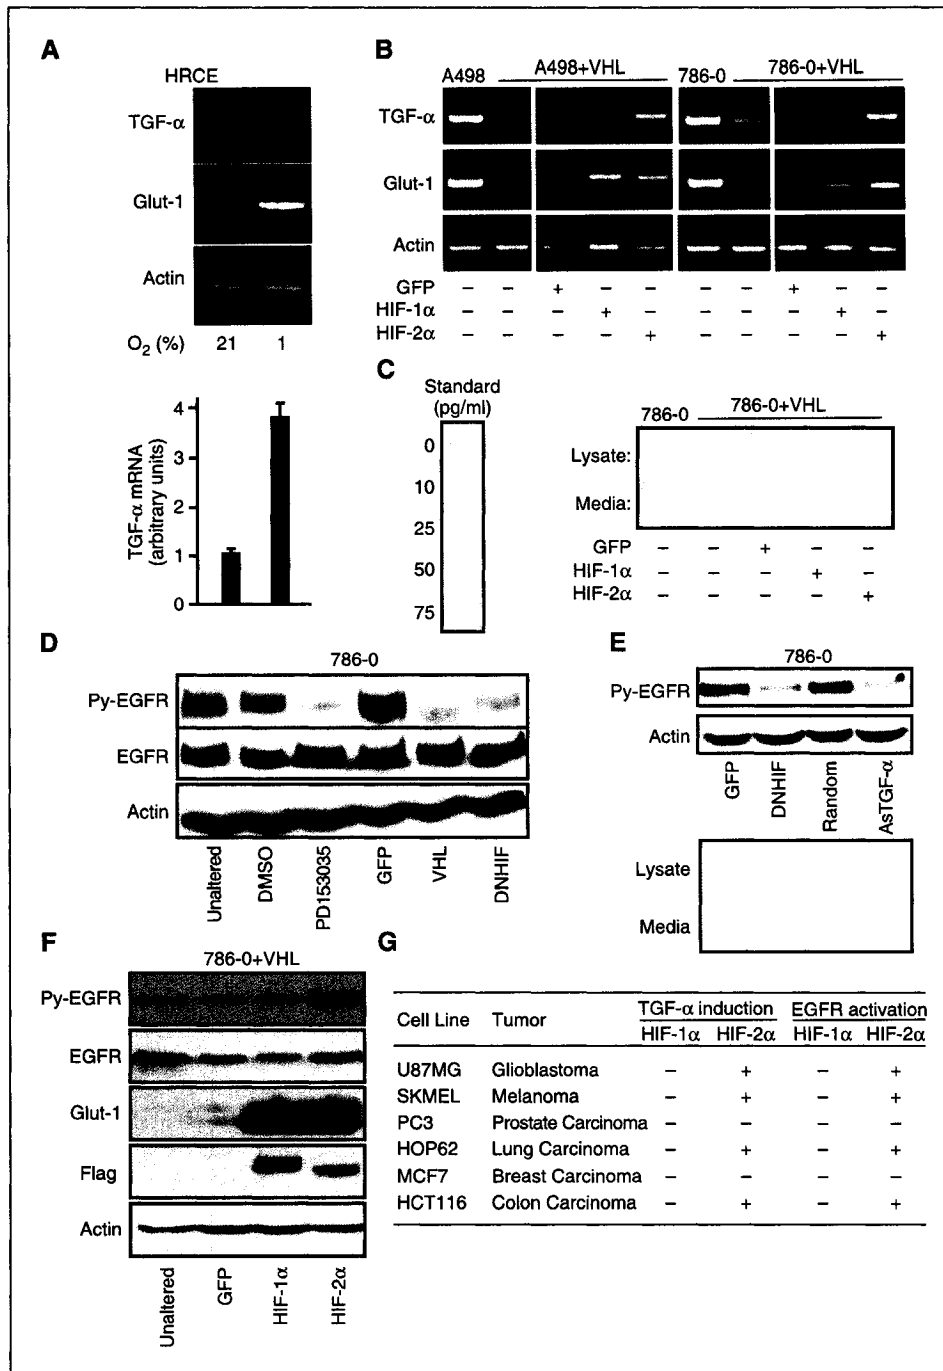 A
HRCE
TGF-α
Glut-1
Actin
O2 (%) 21 1
4
3
2
1
0
TGF-α mRNA
(arbitrary units)
B
A498 A498+VHL 786-0 786-0+VHL
TGF-α
Glut-1
Actin
GFP – – + – – – – + – –
HIF-1α – – – + – – – – + –
HIF-2α – – – – + – – – – +
C
Standard
(pg/ml)
0
10
25
50
75
786-0 786-0+VHL
Lysate:
Media:
GFP – – + – –
HIF-1α – – – + –
HIF-2α – – – – +
D
786-0
Py-EGFR
EGFR
Actin
Unaltered DMSO PD153035 GFP VHL DNHIF
E
786-0
Py-EGFR
Actin
GFP DNHIF Random AsTGF-α
Lysate
Media
F
786-0+VHL
Py-EGFR
EGFR
Glut-1
Flag
Actin
Unaltered GFP HIF-1α HIF-2α
G
TGF-α induction EGFR activation
Cell Line Tumor HIF-1α HIF-2α HIF-1α HIF-2α
U87MG Glioblastoma – + – +
SKMEL Melanoma – + – +
PC3 Prostate Carcinoma – – – –
HOP62 Lung Carcinoma – + – +
MCF7 Breast Carcinoma – – – –
HCT116 Colon Carcinoma – + – +